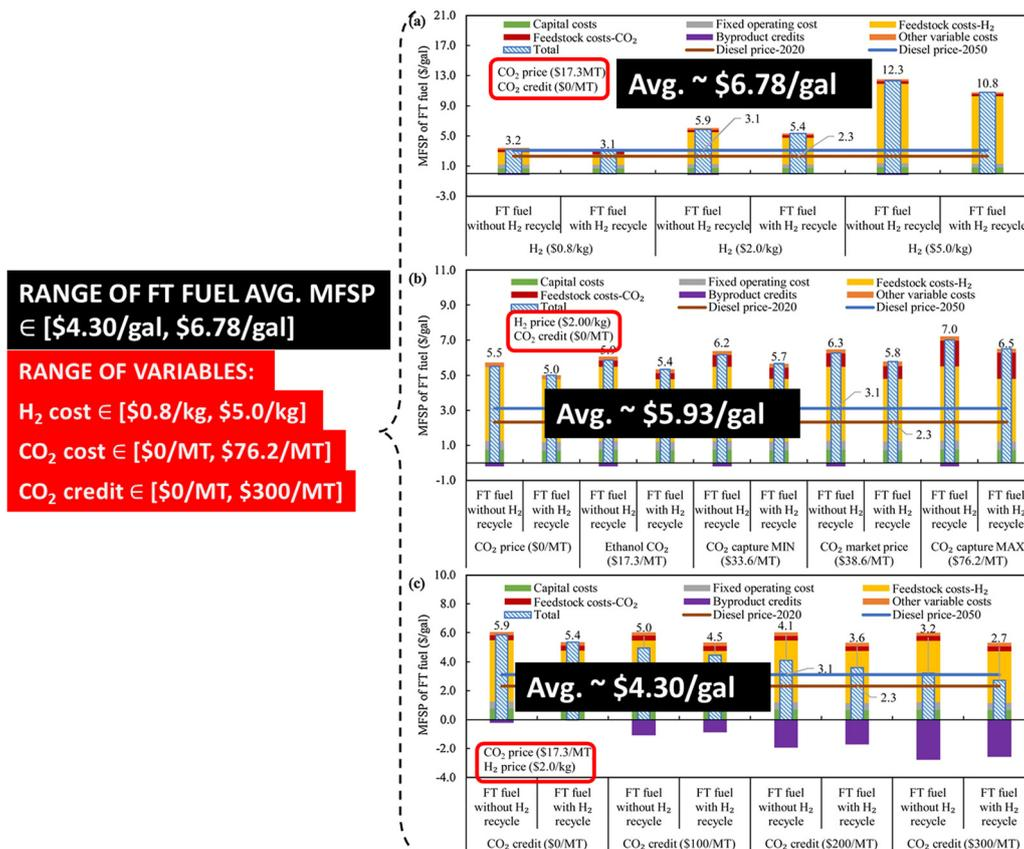 RANGE OF FT FUEL AVG. MFSP
∈ [$4.30/gal, $6.78/gal]
RANGE OF VARIABLES:
H₂ cost ∈ [$0.8/kg, $5.0/kg]
CO₂ cost ∈ [$0/MT, $76.2/MT]
CO₂ credit ∈ [$0/MT, $300/MT]
(a)
MFSP of FT fuel ($/gal)
21.0
17.0
13.0
9.0
5.0
1.0
-3.0
Capital costs
Fixed operating cost
Feedstock costs-H₂
Feedstock costs-CO₂
Byproduct credits
Other variable costs
Total
Diesel price-2020
Diesel price-2050
CO₂ price ($17.3MT)
CO₂ credit ($0/MT)
Avg. ~ $6.78/gal
3.2
3.1
5.9
5.4
12.3
10.8
3.1
2.3
FT fuel without H₂ recycle
FT fuel with H₂ recycle
FT fuel without H₂ recycle
FT fuel with H₂ recycle
FT fuel without H₂ recycle
FT fuel with H₂ recycle
H₂ ($0.8/kg)
H₂ ($2.0/kg)
H₂ ($5.0/kg)
(b)
MFSP of FT fuel ($/gal)
11.0
9.0
7.0
5.0
3.0
1.0
-1.0
Capital costs
Fixed operating cost
Feedstock costs-H₂
Feedstock costs-CO₂
Byproduct credits
Other variable costs
Total
Diesel price-2020
Diesel price-2050
H₂ price ($2.00/kg)
CO₂ credit ($0/MT)
Avg. ~ $5.93/gal
5.5
5.0
5.9
5.4
6.2
5.7
6.3
5.8
7.0
6.5
3.1
2.3
FT fuel without H₂ recycle
FT fuel with H₂ recycle
FT fuel without H₂ recycle
FT fuel with H₂ recycle
FT fuel without H₂ recycle
FT fuel with H₂ recycle
FT fuel without H₂ recycle
FT fuel with H₂ recycle
FT fuel without H₂ recycle
FT fuel with H₂ recycle
CO₂ price ($0/MT)
Ethanol CO₂ ($17.3/MT)
CO₂ capture MIN ($33.6/MT)
CO₂ market price ($38.6/MT)
CO₂ capture MAX ($76.2/MT)
(c)
MFSP of FT fuel ($/gal)
10.0
8.0
6.0
4.0
2.0
0.0
-2.0
-4.0
Capital costs
Fixed operating cost
Feedstock costs-H₂
Feedstock costs-CO₂
Byproduct credits
Other variable costs
Total
Diesel price-2020
Diesel price-2050
Avg. ~ $4.30/gal
5.9
5.4
5.0
4.5
4.1
3.6
3.2
2.7
3.1
2.3
CO₂ price ($17.3/MT
H₂ price ($2.0/kg)
FT fuel without H₂ recycle
FT fuel with H₂ recycle
FT fuel without H₂ recycle
FT fuel with H₂ recycle
FT fuel without H₂ recycle
FT fuel with H₂ recycle
FT fuel without H₂ recycle
FT fuel with H₂ recycle
CO₂ credit ($0/MT)
CO₂ credit ($100/MT)
CO₂ credit ($200/MT)
CO₂ credit ($300/MT)